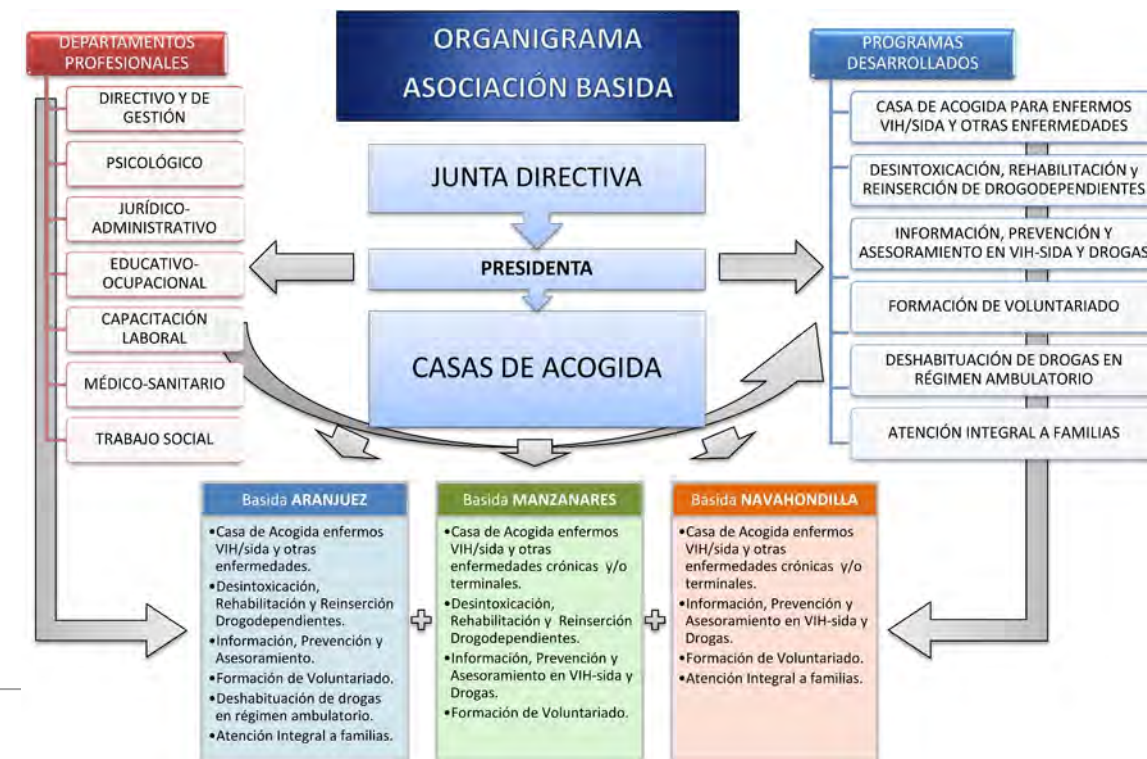 ORGANIGRAMA
ASOCIACIÓN BASIDA
DEPARTAMENTOS
PROFESIONALES
DIRECTIVO Y DE
GESTIÓN
PSICOLÓGICO
JURÍDICO-
ADMINISTRATIVO
EDUCATIVO-
OCUPACIONAL
CAPACITACIÓN
LABORAL
MÉDICO-SANITARIO
TRABAJO SOCIAL
JUNTA DIRECTIVA
PRESIDENTA
CASAS DE ACOGIDA
PROGRAMAS
DESARROLLADOS
CASA DE ACOGIDA PARA ENFERMOS
VIH/SIDA Y OTRAS ENFERMEDADES
DESINTOXICACIÓN, REHABILITACIÓN y
REINSERCIÓN DE DROGODEPENDIENTES
INFORMACIÓN, PREVENCIÓN Y
ASESORAMIENTO EN VIH-SIDA Y DROGAS
FORMACIÓN DE VOLUNTARIADO
DESHABITUACIÓN DE DROGAS EN
RÉGIMEN AMBULATORIO
ATENCIÓN INTEGRAL A FAMILIAS
Basida ARANJUEZ
•Casa de Acogida enfermos
VIH/sida y otras
enfermedades.
•Desintoxicación,
Rehabilitación y Reinserción
Drogodependientes.
•Información, Prevención y
Asesoramiento.
•Formación de Voluntariado.
•Deshabituación de drogas
en régimen ambulatorio.
•Atención Integral a familias.
Basida MANZANARES
•Casa de Acogida enfermos
VIH/sida y otras
enfermedades crónicas y/o
terminales.
•Desintoxicación,
Rehabilitación y Reinserción
Drogodependientes.
•Información, Prevención y
Asesoramiento en VIH-sida y
Drogas.
•Formación de Voluntariado.
Basida NAVAHONDILLA
•Casa de Acogida enfermos
VIH/sida y otras
enfermedades crónicas y/o
terminales.
•Información, Prevención y
Asesoramiento en VIH-sida y
Drogas.
•Formación de Voluntariado.
•Atención Integral a familias.